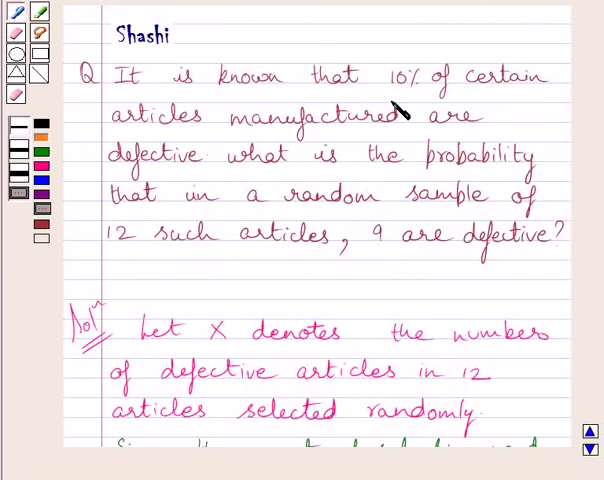 Shashi
Q It is known that 10% of certain
articles manufactured are
defective what is the probability
that in a random sample of
12 such articles, 9 are defective?
Solⁿ Let X denotes the numbers
of defective articles in 12
articles selected randomly.